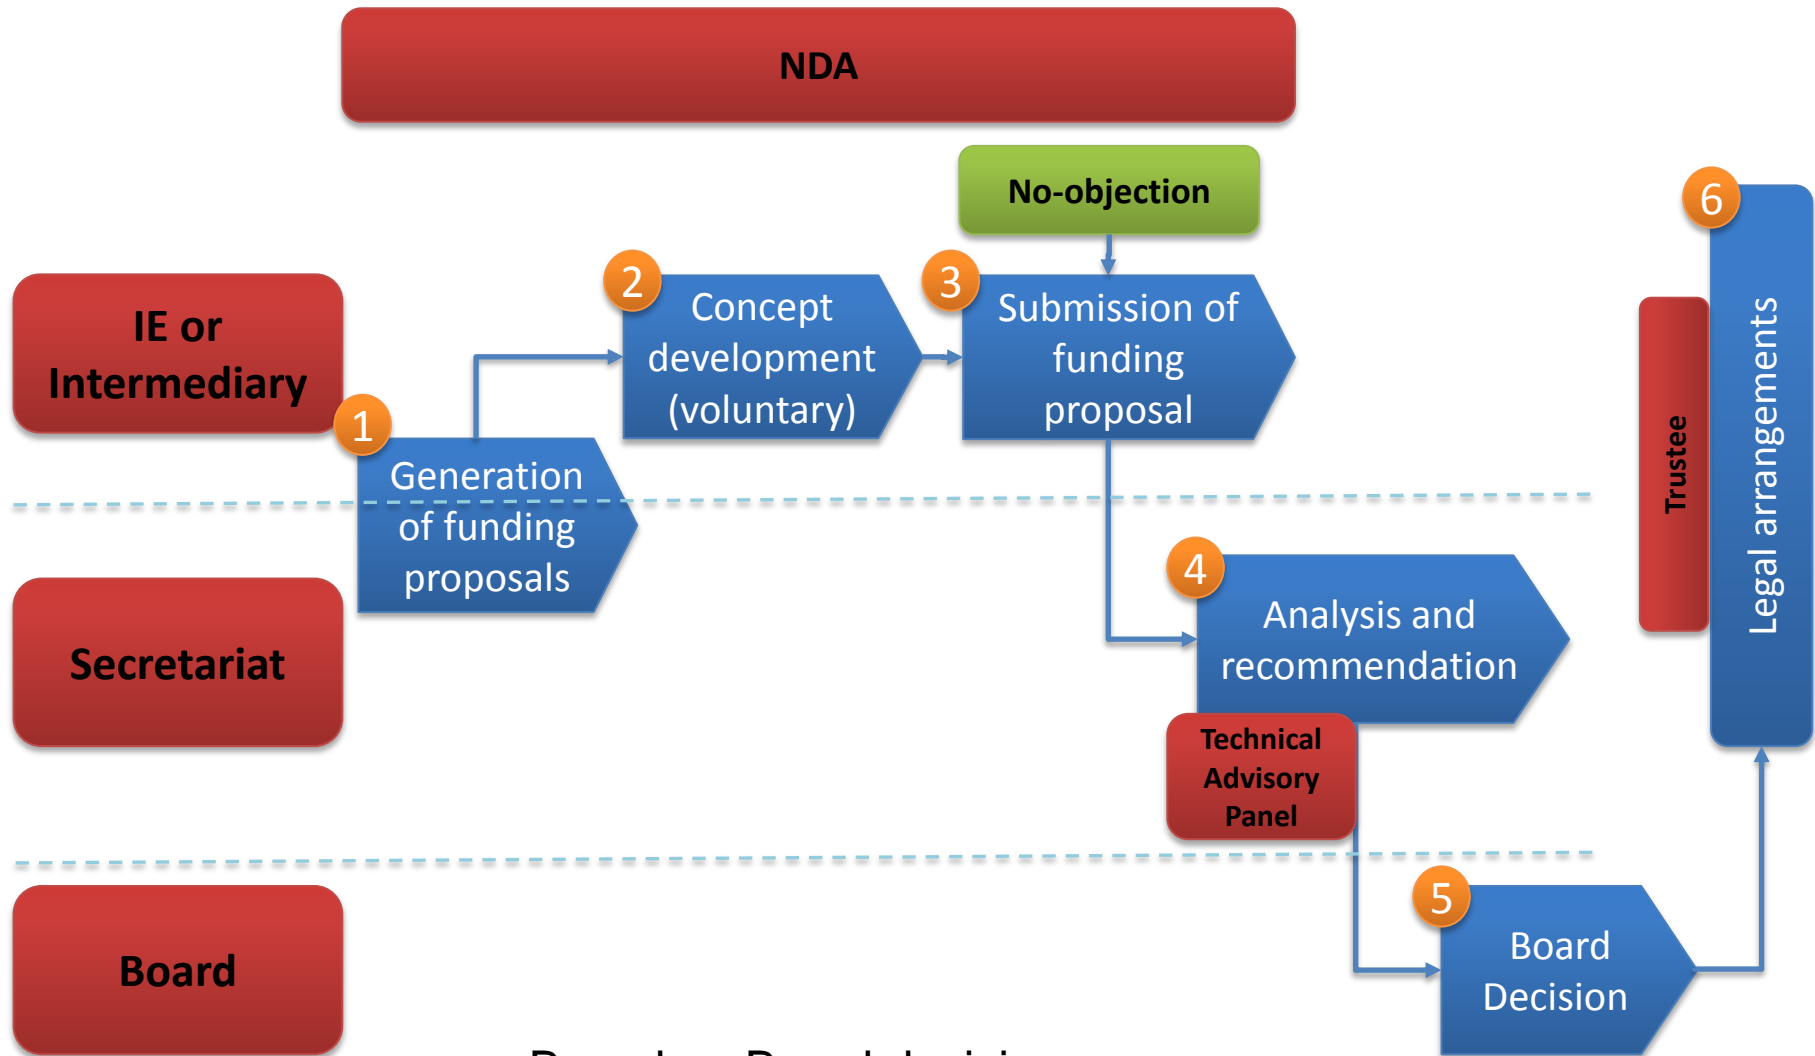 NDA
No-objection
6
2
3
IE or
Intermediary
Concept
development
(voluntary)
Submission of
funding
proposal
1
Generation
of funding
proposals
Trustee
Legal arrangements
4
Analysis and
recommendation
Secretariat
Technical
Advisory
Panel
5
Board
Board
Decision